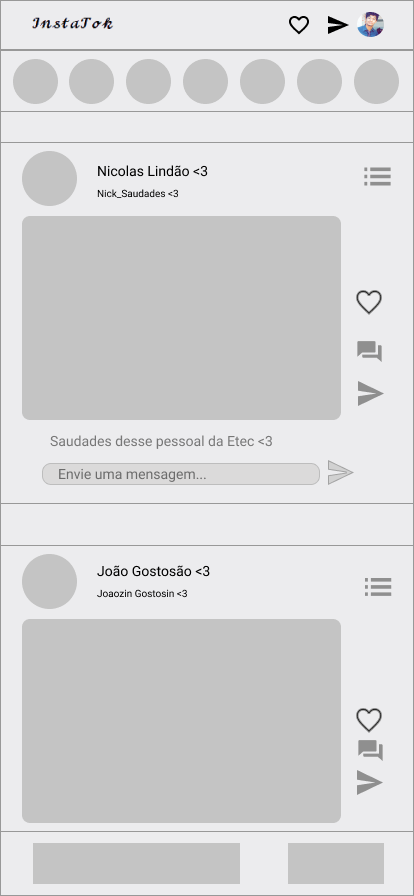 InstaTok
Nicolas Lindão <3
Nick_Saudades <3
Saudades desse pessoal da Etec <3
Envie uma mensagem...
João Gostosão <3
Joaozin Gostosin <3